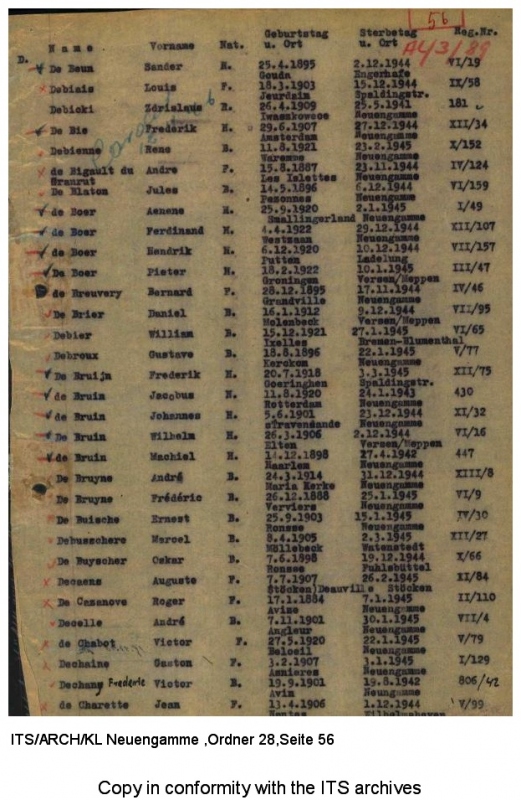 56
A43/89
D.
Geburtstag Sterbetag Reg.Nr.
Name Vorname Nat. u. Ort u. Ort
De Beun Sander N. 25.4.1895 2.12.1944 VI/19
Gouda Engerhafe
Debiais Louis F. 18.3.1903 15.12.1944 IX/58
Jeurdain Spaldingstr.
Debicki Zdzislaus 26.4.1909 25.5.1941 181
Neuengamme
De Bie Frederik N. 29.6.1907 27.12.1944 XII/34
Amsterdam Neuengamme
Debienne Rene B. 11.8.1921 23.2.1945 X/152
Waremme Neuengamme
de Bigault du Andre F. 15.8.1887 23.11.1944 IV/124
Granrut Les Islettes Neuengamme
De Blaton Jules B. 14.5.1896 6.12.1944 VI/159
Neuengamme
de Boer N. 25.9.1920 2.1.1945 I/49
Smallingerland Neuengamme
de Boer Ferdinand N. 4.4.1922 29.12.1944 XII/107
Westzaan Neuengamme
de Boer Hendrik N. 6.12.1920 10.12.1944 VII/157
Putten Ladelung
De Boer Pieter N. 18.2.1922 10.1.1945 III/47
Groningen Versen/Meppen
de Breuvery Bernard F. 28.12.1895 17.11.1944 IV/46
Grandville Neuengamme
De Brier Daniel B. 16.1.1912 9.12.1944 VII/95
Molenbeck Versen/Meppen
Debier William B. 15.12.1921 27.1.1945 VI/65
Ixelles Bremen-Blumenthal
Debroux Gustave B. 18.8.1896 22.1.1945 V/77
Kerckom Neuengamme
De Bruijn Frederik N. 20.7.1918 3.3.1945 XII/75
Goeringhen Spaldingstr.
de Bruin Jacobus N. 11.8.1920 24.1.1943 430
Rotterdam Neuengamme
de Bruin Johannes N. 5.6.1901 23.12.1944 XI/32
Neuengamme
De Bruin Wilhelm N. 26.3.1906 2.12.1944 VI/16
Elten Versen/Meppen
de Bruin Machiel N. 14.12.1898 27.4.1942 447
Haarlem Neuengamme
De Bruyne André B. 24.3.1914 31.12.1944 XIII/8
Maria Kerke Neuengamme
De Bruyne Frédéric B. 26.12.1888 25.1.1945 VI/9
Verviers Neuengamme
De Buische Ernest B. 25.9.1903 15.1.1945 IV/30
Ronsse Neuengamme
Debusschere Marcel B. 8.4.1905 2.3.1945 XII/27
Möllebeck Watenstedt
De Buyscher Oskar B. 7.6.1898 19.12.1944 X/66
Ronsse Fuhlsbüttel
Decaens Auguste F. 7.7.1907 26.2.1945 II/84
Deauville Stöcken
De Casanove Roger F. 17.1.1884 7.1.1945 II/110
Avize Neuengamme
Decelle André B. 7.11.1901 30.1.1945 VII/4
Angleur Neuengamme
de Chabot Victor F. 27.5.1920 22.1.1945 V/79
Beloeil Neuengamme
Dechaine Gaston F. 3.2.1907 3.1.1945 I/129
Asnieres Neuengamme
Dechang Frederic Victor B. 19.9.1901 19.8.1942 806/42
Avin Neungamme
de Charette Jean F. 13.4.1906 1.12.1944 V/99
Nantes Wilhelmshaven
ITS/ARCH/KL Neuengamme ,Ordner 28,Seite 56
Copy in conformity with the ITS archives